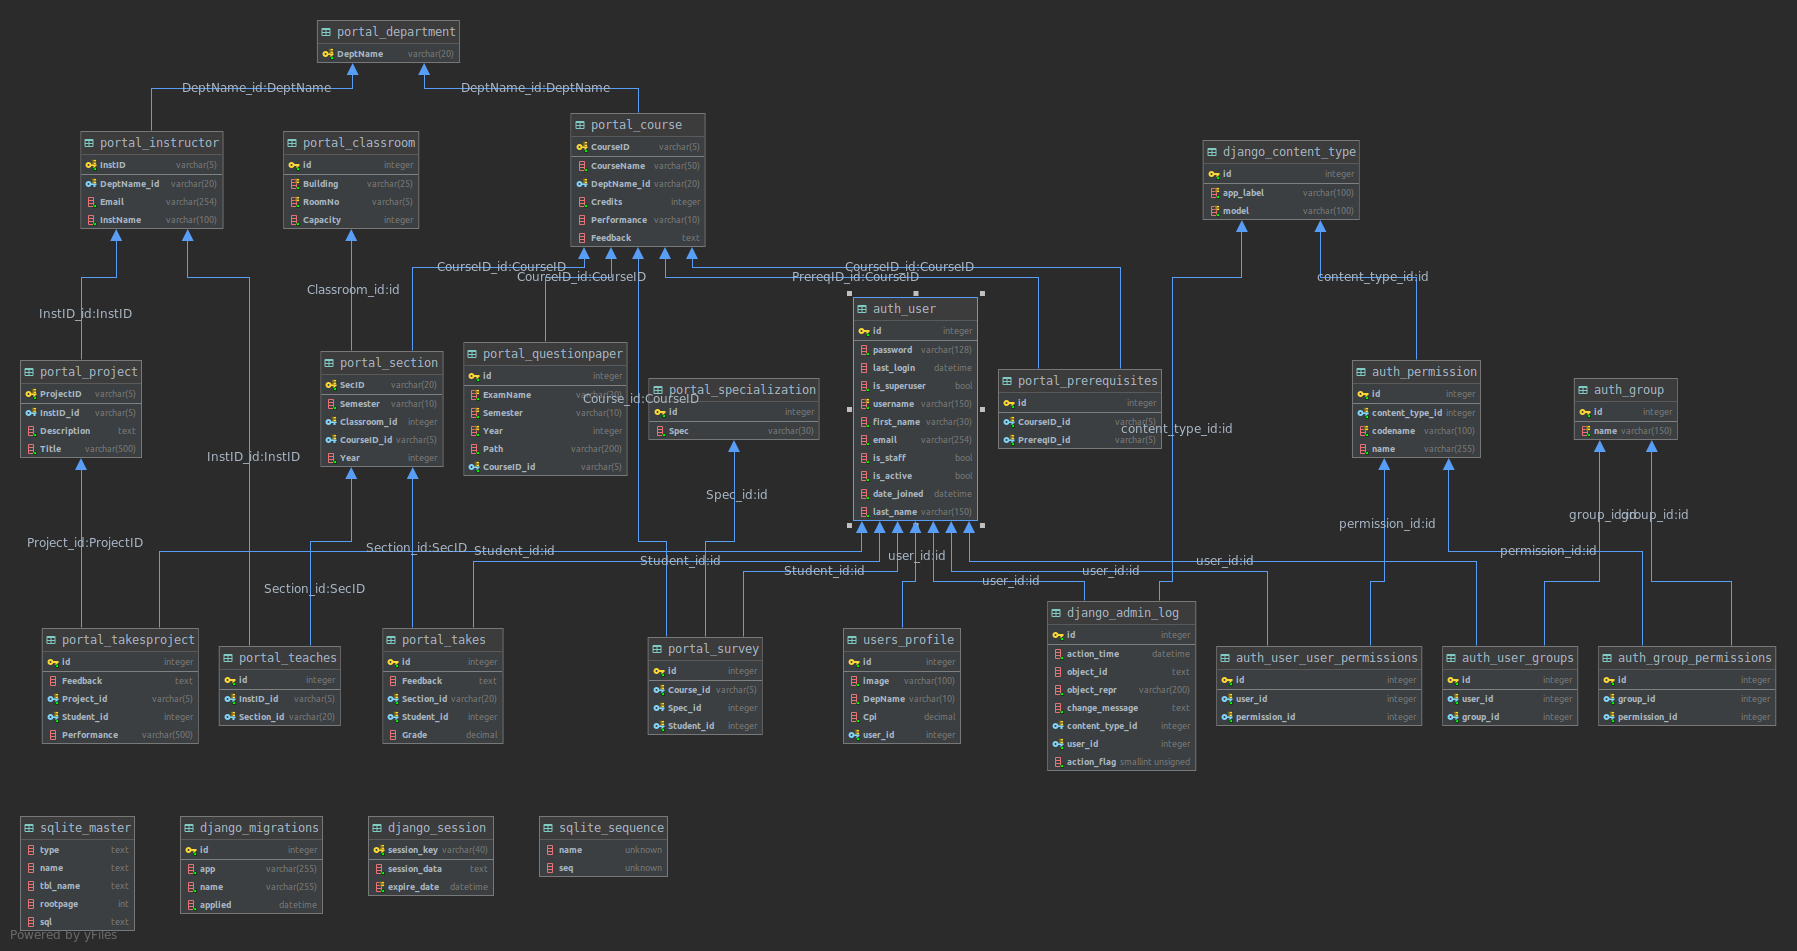 portal_department
DeptName varchar(20)
DeptName_id:DeptName
DeptName_id:DeptName
portal_instructor
InstID varchar(5)
DeptName_id varchar(20)
Email varchar(254)
InstName varchar(100)
portal_classroom
id integer
Building varchar(25)
RoomNo varchar(5)
Capacity integer
portal_course
CourseID varchar(5)
CourseName varchar(50)
DeptName_id varchar(20)
Credits integer
Performance varchar(10)
Feedback text
django_content_type
id integer
app_label varchar(100)
model varchar(100)
CourseID_id:CourseID
CourseID_id:CourseID
PrereqID_id:CourseID
CourseID_id:CourseID
content_type_id:id
Classroom_id:id
InstID_id:InstID
auth_user
id integer
password varchar(128)
last_login datetime
is_superuser bool
username varchar(150)
first_name varchar(30)
email varchar(254)
is_staff bool
is_active bool
date_joined datetime
last_name varchar(150)
portal_project
ProjectID varchar(5)
InstID_id varchar(5)
Description text
Title varchar(500)
portal_section
SecID varchar(20)
Semester varchar(10)
Classroom_id integer
CourseID_id varchar(5)
Year integer
portal_questionpaper
id integer
ExamName varchar(20)
Semester varchar(10)
Year integer
Path varchar(200)
CourseID_id varchar(5)
portal_specialization
id integer
Spec varchar(30)
Course_id:CourseID
portal_prerequisites
id integer
CourseID_id varchar(5)
PrereqID_id varchar(5)
content_type_id:id
auth_permission
id integer
content_type_id integer
codename varchar(100)
name varchar(255)
auth_group
id integer
name varchar(150)
InstID_id:InstID
Spec_id:id
permission_id:id
group_id:id
group_id:id
Project_id:ProjectID
Section_id:SecID
Student_id:id
Student_id:id
Student_id:id
user_id:id
user_id:id
user_id:id
user_id:id
permission_id:id
Section_id:SecID
portal_takesproject
id integer
Feedback text
Project_id varchar(5)
Student_id integer
Performance varchar(500)
portal_teaches
id integer
InstID_id varchar(5)
Section_id varchar(20)
portal_takes
id integer
Feedback text
Section_id varchar(20)
Student_id integer
Grade decimal
portal_survey
id integer
Course_id varchar(5)
Spec_id integer
Student_id integer
users_profile
id integer
image varchar(100)
DepName varchar(10)
Cpi decimal
user_id integer
django_admin_log
id integer
action_time datetime
object_id text
object_repr varchar(200)
change_message text
content_type_id integer
user_id integer
action_flag smallint unsigned
auth_user_user_permissions
id integer
user_id integer
permission_id integer
auth_user_groups
id integer
user_id integer
group_id integer
auth_group_permissions
id integer
group_id integer
permission_id integer
sqlite_master
type text
name text
tbl_name text
rootpage int
sql text
django_migrations
id integer
app varchar(255)
name varchar(255)
applied datetime
django_session
session_key varchar(40)
session_data text
expire_date datetime
sqlite_sequence
name unknown
seq unknown
Powered by yFiles